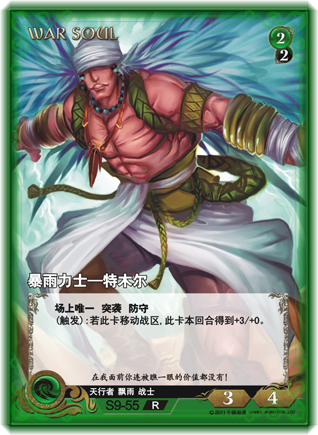 WAR SOUL
2
2
暴雨力士—特木尔
场上唯一 突袭 防守
(触发):若此卡移动战区,此卡本回合得到+3/+0。
在我面前你连被瞧一眼的价值都没有!
天行者 飘雨 战士
S9-55 R
3 4